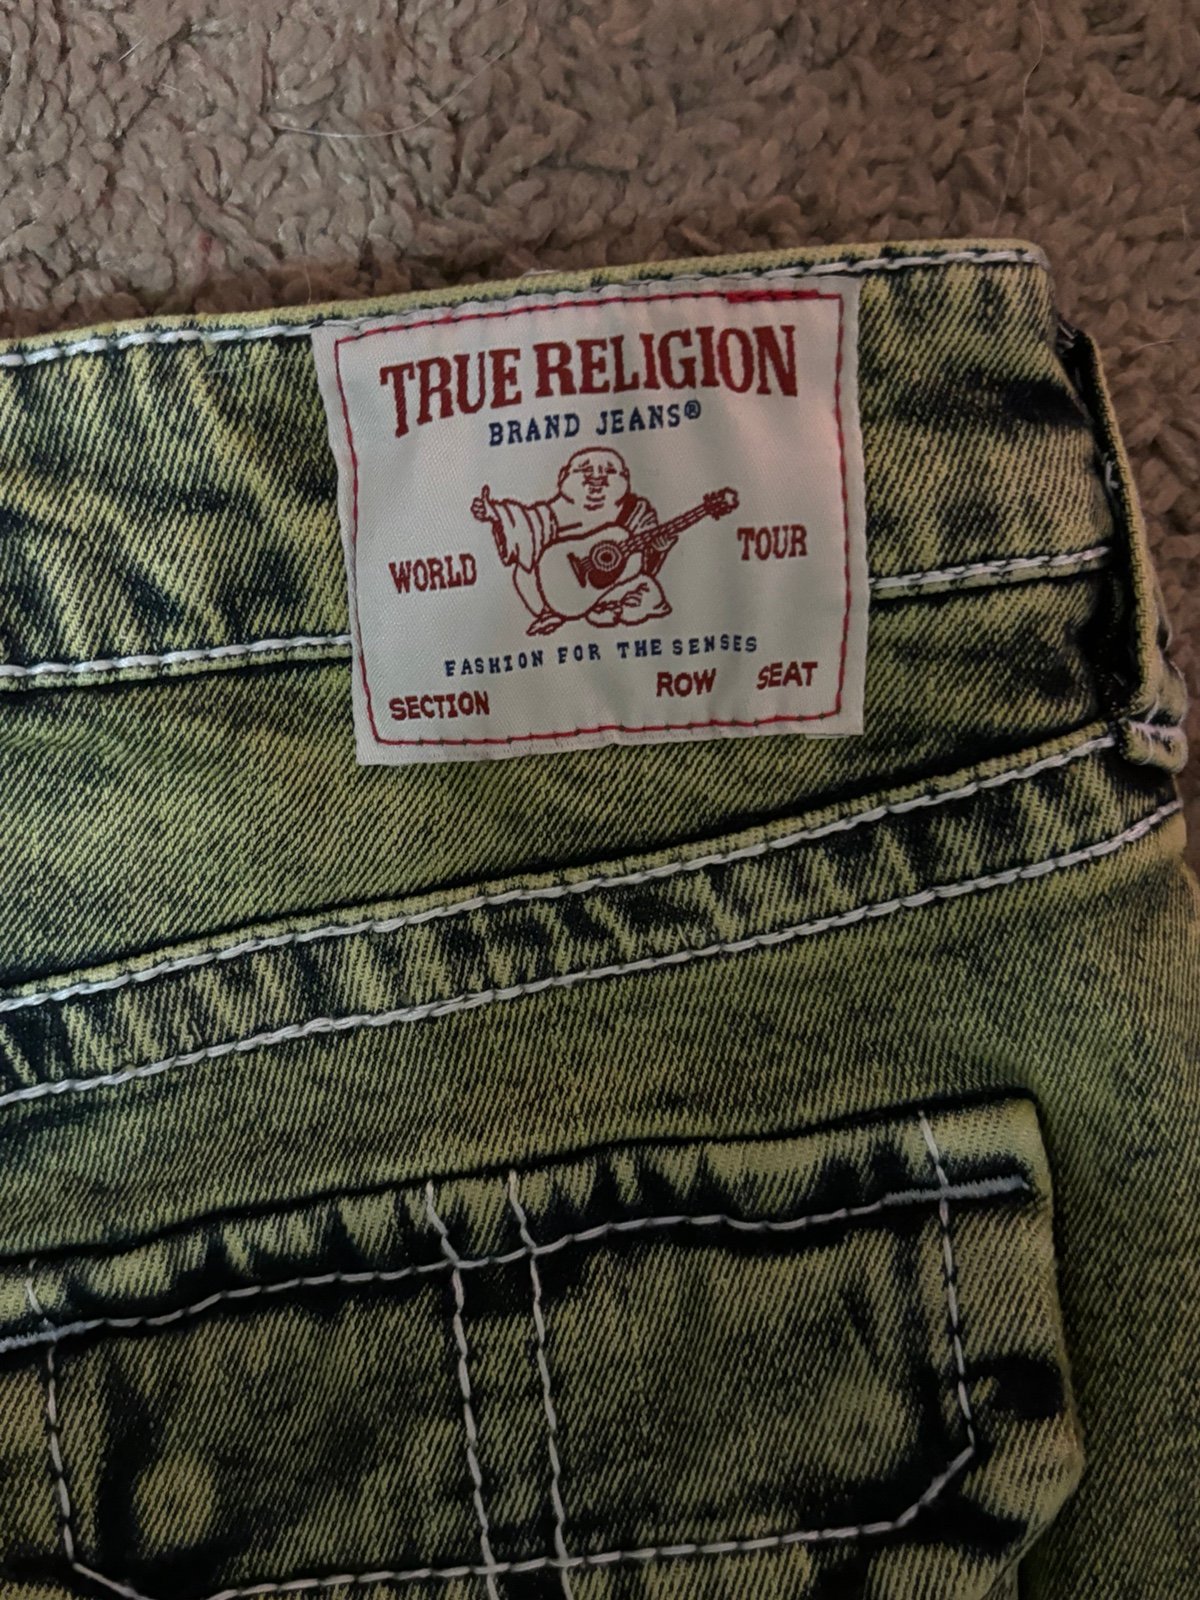 TRUE RELIGION
BRAND JEANS®
WORLD TOUR
FASHION FOR THE SENSES
SECTION ROW SEAT